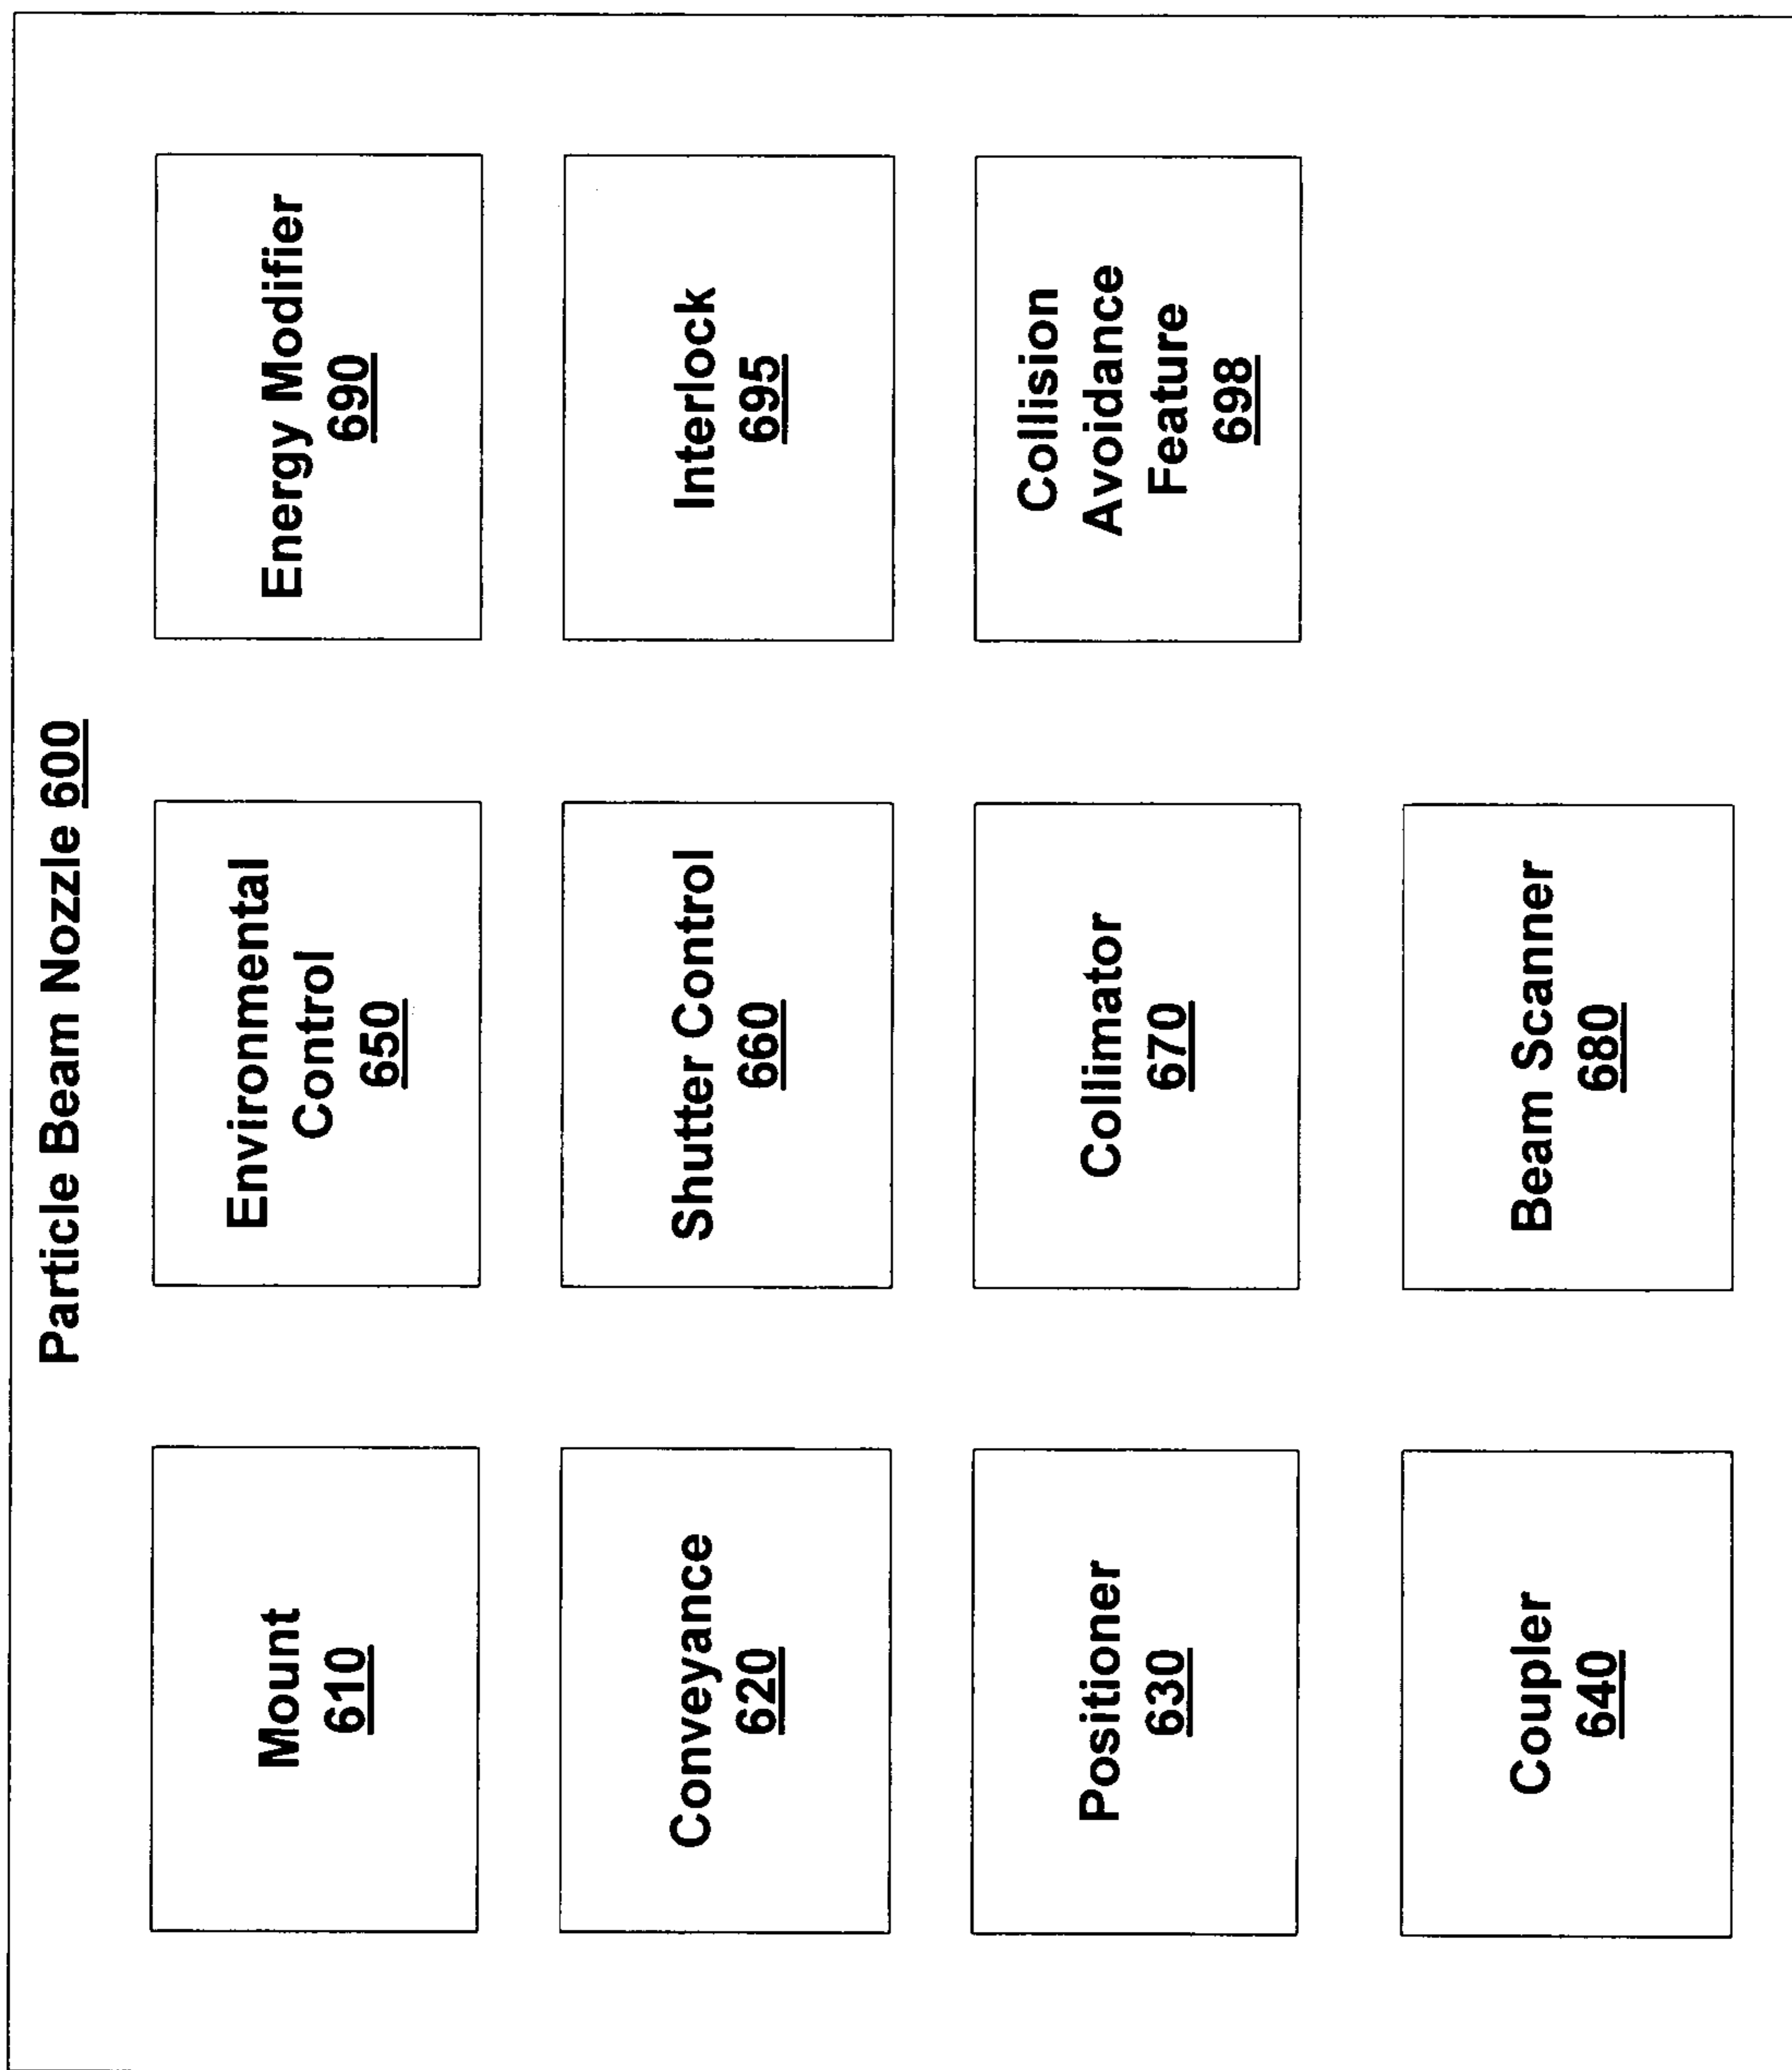 Particle Beam Nozzle 600
Mount
610
Conveyance
620
Positioner
630
Coupler
640
Environmental
Control
650
Shutter Control
660
Collimator
670
Beam Scanner
680
Energy Modifier
690
Interlock
695
Collision
Avoidance
Feature
698